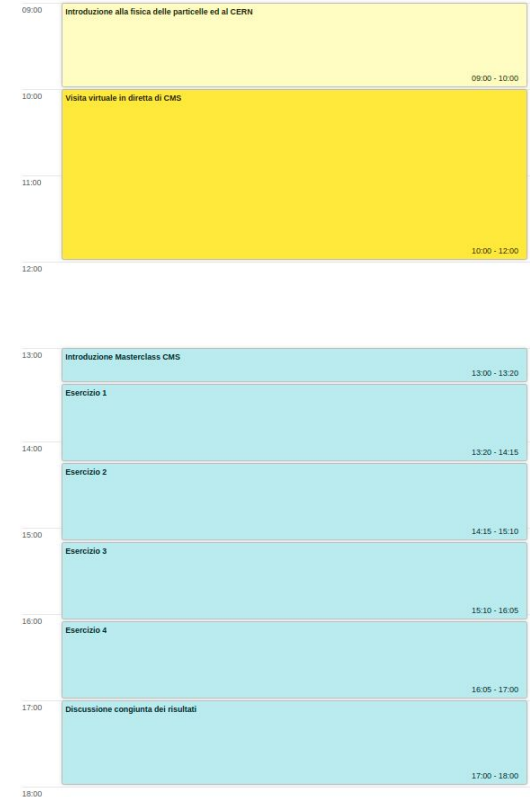 09:00
Introduzione alla fisica delle particelle ed al CERN
09:00 - 10:00
10:00
Visita virtuale in diretta di CMS
11:00
10:00 - 12:00
12:00
13:00
Introduzione Masterclass CMS
13:00 - 13:20
Esercizio 1
14:00
13:20 - 14:15
Esercizio 2
15:00
14:15 - 15:10
Esercizio 3
15:10 - 16:05
16:00
Esercizio 4
16:05 - 17:00
17:00
Discussione congiunta dei risultati
17:00 - 18:00
18:00